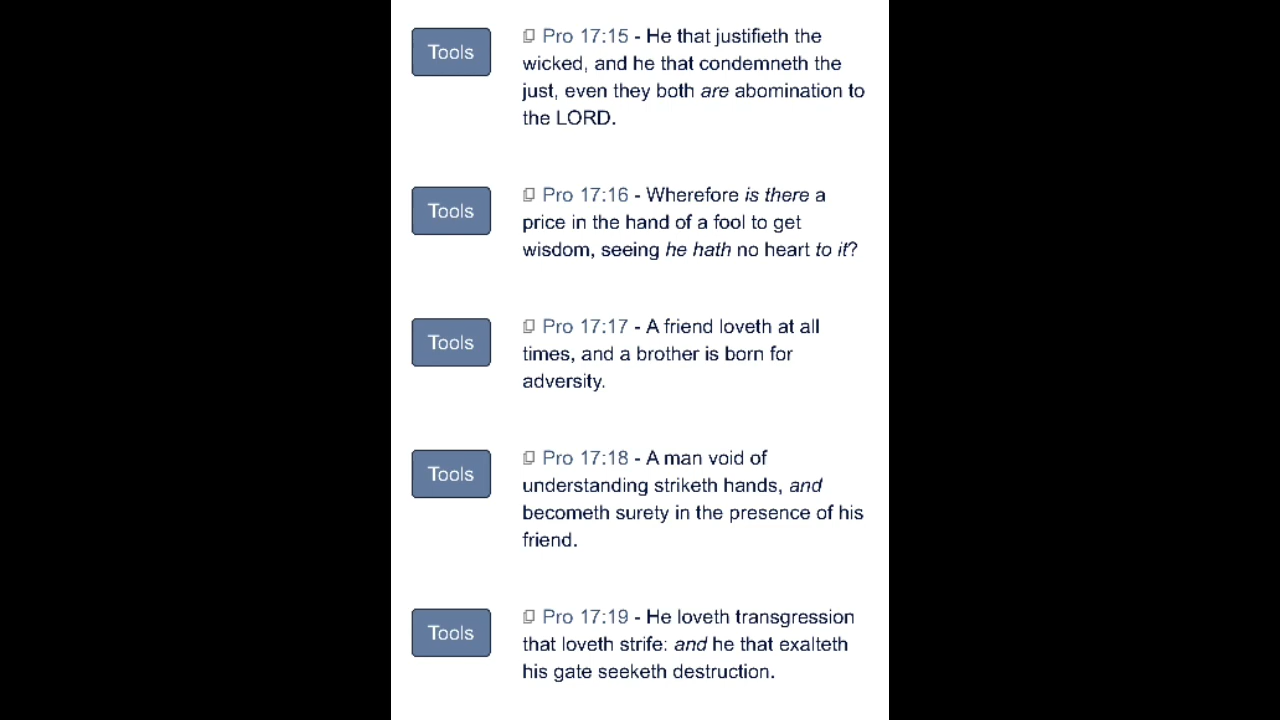 Tools
Pro 17:15 - He that justifieth the
wicked, and he that condemneth the
just, even they both are abomination to
the LORD.
Tools
Pro 17:16 - Wherefore is there a
price in the hand of a fool to get
wisdom, seeing he hath no heart to it?
Tools
Pro 17:17 - A friend loveth at all
times, and a brother is born for
adversity.
Tools
Pro 17:18 - A man void of
understanding striketh hands, and
becometh surety in the presence of his
friend.
Tools
Pro 17:19 - He loveth transgression
that loveth strife: and he that exalteth
his gate seeketh destruction.